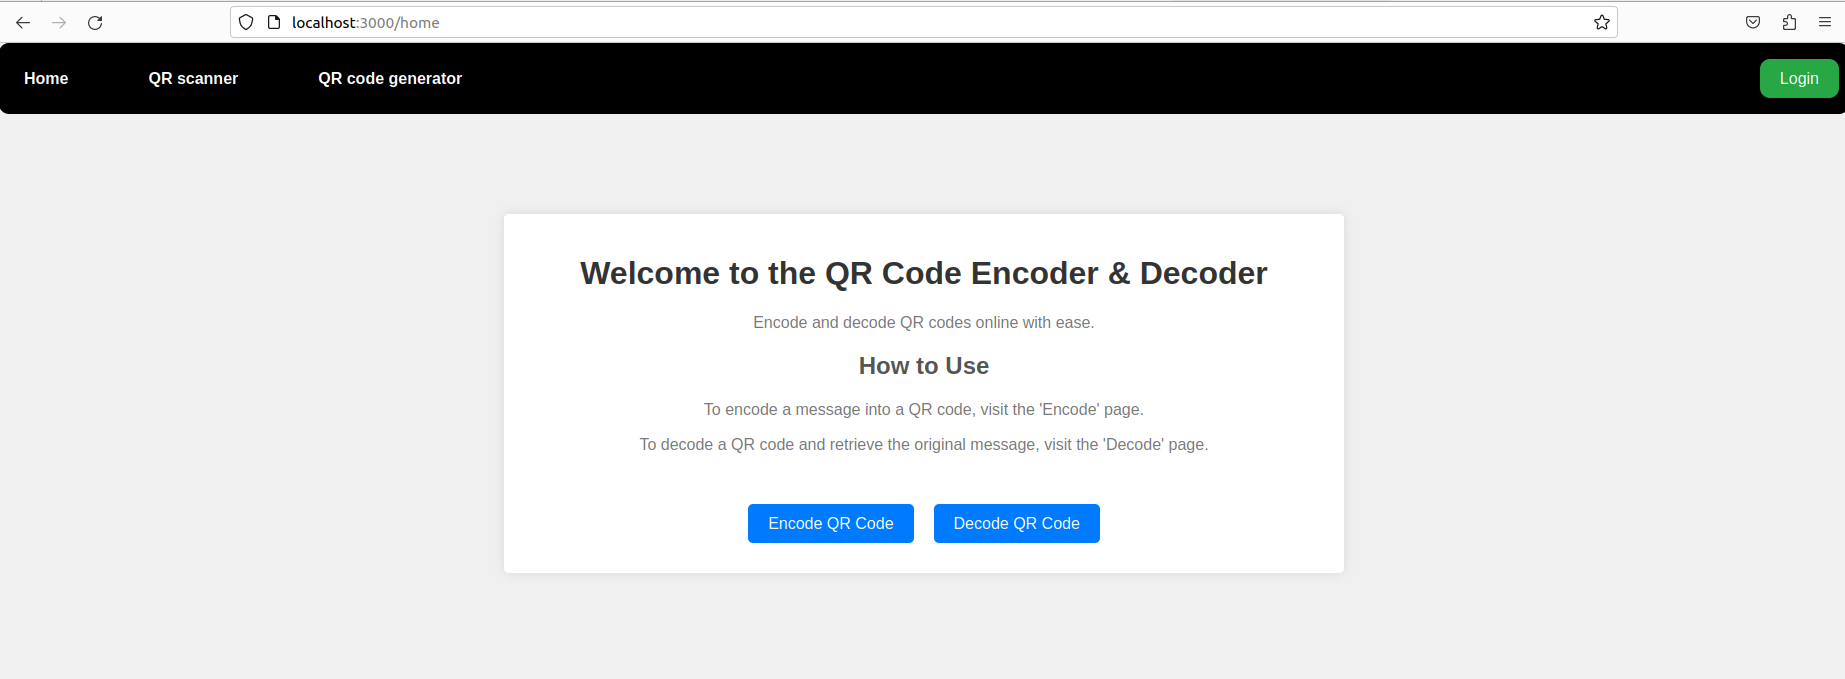 localhost:3000/home
Home QR scanner QR code generator Login
Welcome to the QR Code Encoder & Decoder
Encode and decode QR codes online with ease.
How to Use
To encode a message into a QR code, visit the 'Encode' page.
To decode a QR code and retrieve the original message, visit the 'Decode' page.
Encode QR Code Decode QR Code